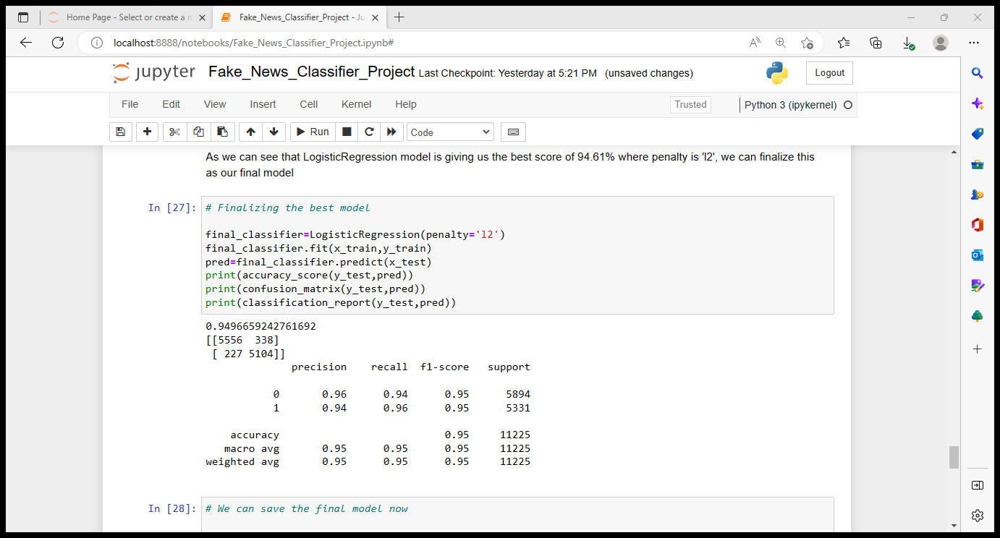 Home Page - Select or create a n
Fake_News_Classifier_Project - Ju
localhost:8888/notebooks/Fake_News_Classifier_Project.ipynb#
jupyter Fake_News_Classifier_Project Last Checkpoint: Yesterday at 5:21 PM (unsaved changes)
Logout
File Edit View Insert Cell Kernel Help
Trusted
Python 3 (ipykernel)
Run
Code
As we can see that LogisticRegression model is giving us the best score of 94.61% where penalty is 'l2', we can finalize this
as our final model
In [27]: # Finalizing the best model
final_classifier=LogisticRegression(penalty='l2')
final_classifier.fit(x_train,y_train)
pred=final_classifier.predict(x_test)
print(accuracy_score(y_test,pred))
print(confusion_matrix(y_test,pred))
print(classification_report(y_test,pred))
0.9496659242761692
[[5556  338]
 [ 227 5104]]
              precision    recall  f1-score   support
           0       0.96      0.94      0.95      5894
           1       0.94      0.96      0.95      5331
    accuracy                           0.95     11225
   macro avg       0.95      0.95      0.95     11225
weighted avg       0.95      0.95      0.95     11225
In [28]: # We can save the final model now